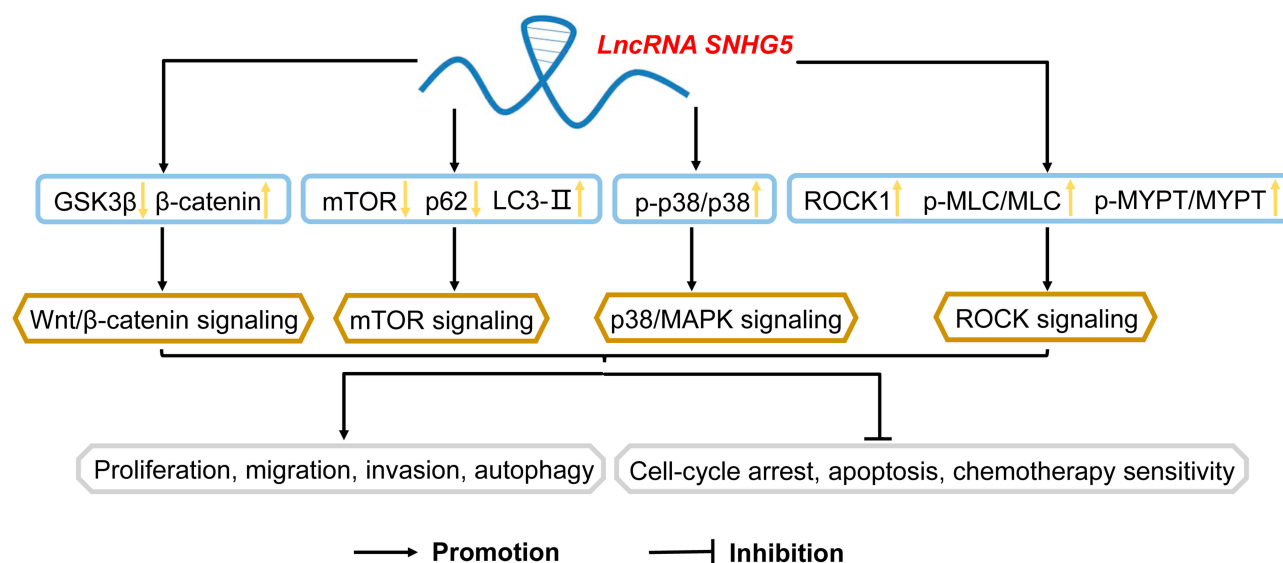 LncRNA SNHG5
GSK3β β-catenin
mTOR p62 LC3-Ⅱ
p-p38/p38
ROCK1 p-MLC/MLC p-MYPT/MYPT
Wnt/β-catenin signaling
mTOR signaling
p38/MAPK signaling
ROCK signaling
Proliferation, migration, invasion, autophagy
Cell-cycle arrest, apoptosis, chemotherapy sensitivity
Promotion
Inhibition